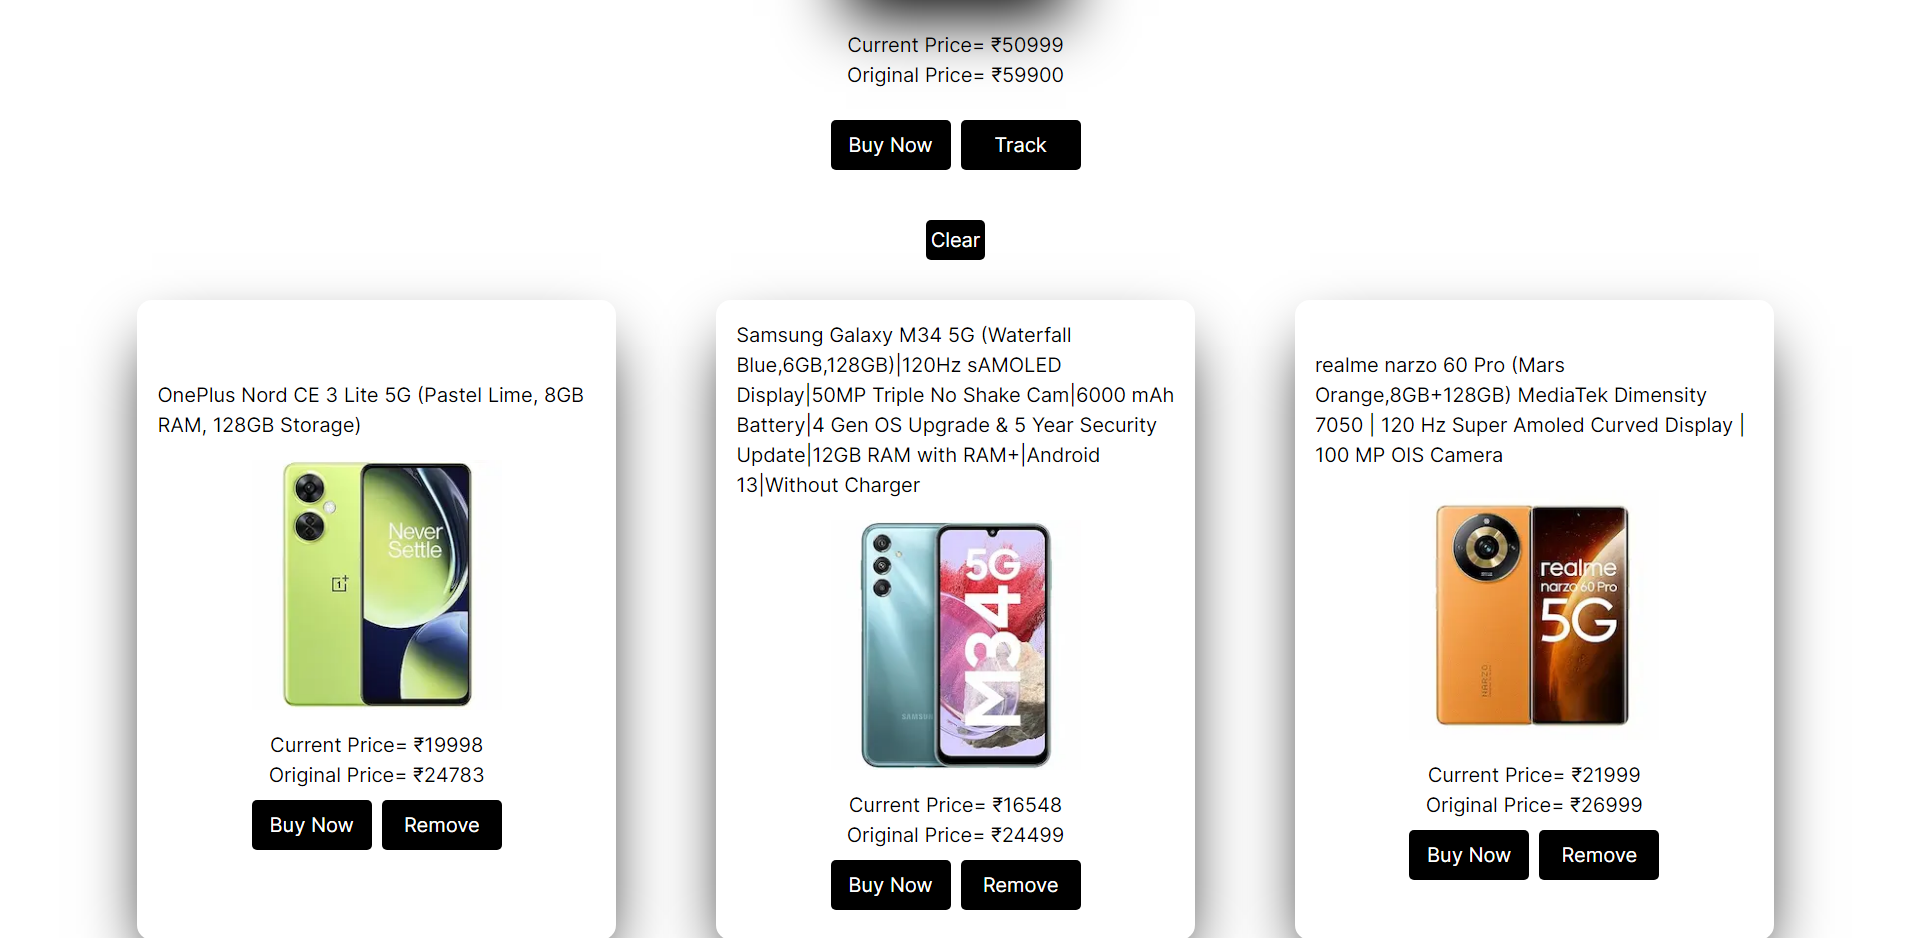 Current Price= ₹50999
Original Price= ₹59900
Buy Now
Track
Clear
OnePlus Nord CE 3 Lite 5G (Pastel Lime, 8GB
RAM, 128GB Storage)
Never
Settle
Current Price= ₹19998
Original Price= ₹24783
Buy Now
Remove
Samsung Galaxy M34 5G (Waterfall
Blue,6GB,128GB)|120Hz sAMOLED
Display|50MP Triple No Shake Cam|6000 mAh
Battery|4 Gen OS Upgrade & 5 Year Security
Update|12GB RAM with RAM+|Android
13|Without Charger
5G
M34
SAMSUNG
Current Price= ₹16548
Original Price= ₹24499
Buy Now
Remove
realme narzo 60 Pro (Mars
Orange,8GB+128GB) MediaTek Dimensity
7050 | 120 Hz Super Amoled Curved Display |
100 MP OIS Camera
realme
narzo 60 Pro
5G
NARZO
Current Price= ₹21999
Original Price= ₹26999
Buy Now
Remove